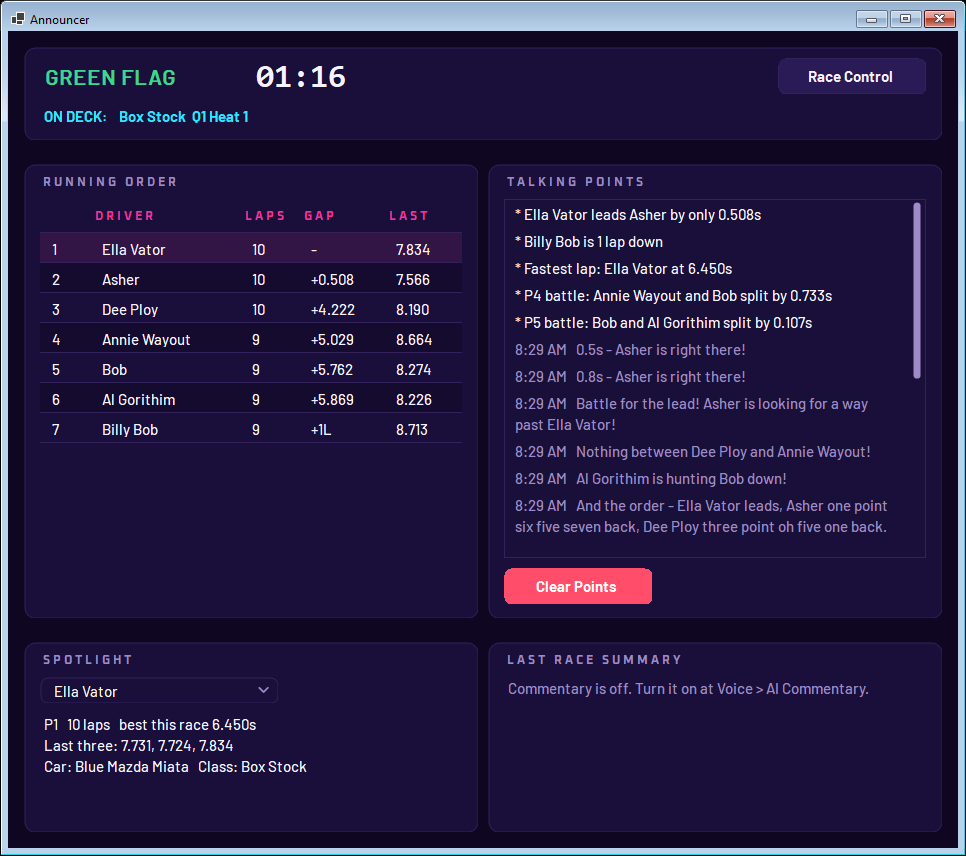 Announcer
GREEN FLAG 01:16 Race Control
ON DECK: Box Stock Q1 Heat 1
RUNNING ORDER
DRIVER LAPS GAP LAST
1 Ella Vator 10 - 7.834
2 Asher 10 +0.508 7.566
3 Dee Ploy 10 +4.222 8.190
4 Annie Wayout 9 +5.029 8.664
5 Bob 9 +5.762 8.274
6 Al Gorithim 9 +5.869 8.226
7 Billy Bob 9 +1L 8.713
TALKING POINTS
* Ella Vator leads Asher by only 0.508s
* Billy Bob is 1 lap down
* Fastest lap: Ella Vator at 6.450s
* P4 battle: Annie Wayout and Bob split by 0.733s
* P5 battle: Bob and Al Gorithim split by 0.107s
8:29 AM 0.5s - Asher is right there!
8:29 AM 0.8s - Asher is right there!
8:29 AM Battle for the lead! Asher is looking for a way
past Ella Vator!
8:29 AM Nothing between Dee Ploy and Annie Wayout!
8:29 AM Al Gorithim is hunting Bob down!
8:29 AM And the order - Ella Vator leads, Asher one point
six five seven back, Dee Ploy three point oh five one back.
Clear Points
SPOTLIGHT
Ella Vator
P1 10 laps best this race 6.450s
Last three: 7.731, 7.724, 7.834
Car: Blue Mazda Miata Class: Box Stock
LAST RACE SUMMARY
Commentary is off. Turn it on at Voice > AI Commentary.